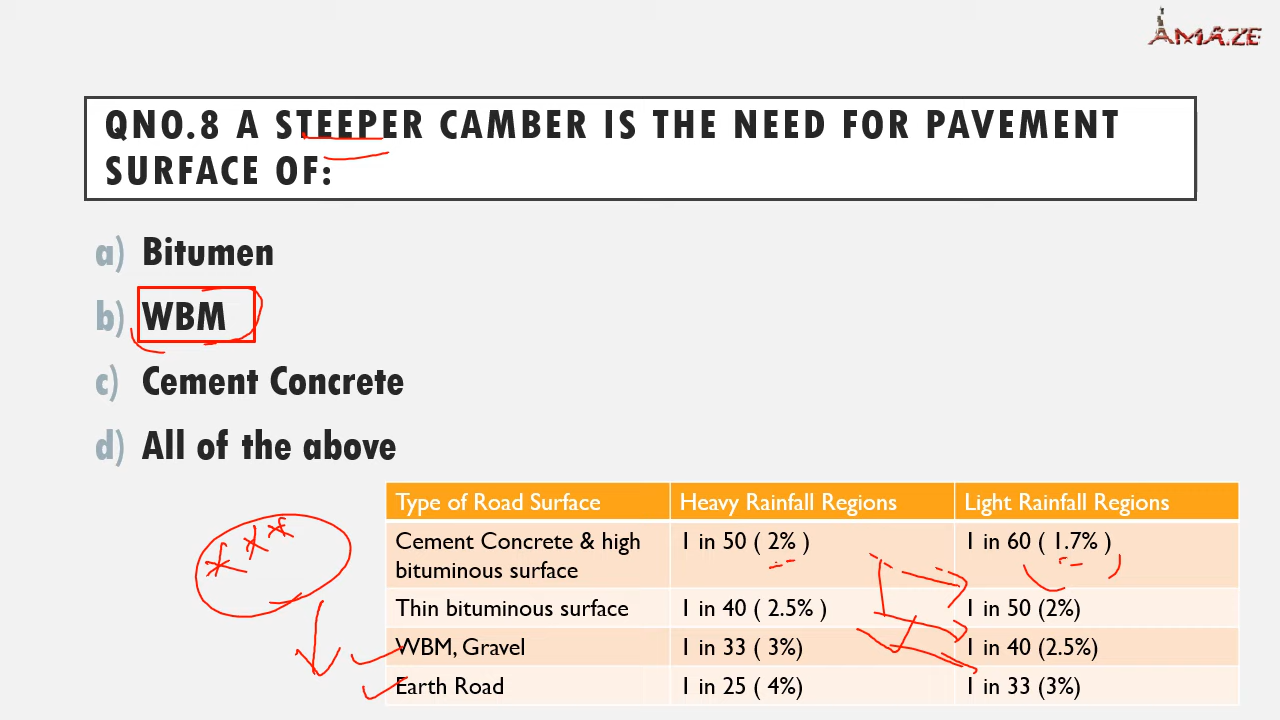 AMAZE
QNO.8 A STEEPER CAMBER IS THE NEED FOR PAVEMENT
SURFACE OF:
a) Bitumen
b) WBM
c) Cement Concrete
d) All of the above
Type of Road Surface Heavy Rainfall Regions Light Rainfall Regions
Cement Concrete & high bituminous surface 1 in 50 ( 2% ) 1 in 60 ( 1.7% )
Thin bituminous surface 1 in 40 ( 2.5% ) 1 in 50 (2%)
WBM, Gravel 1 in 33 ( 3%) 1 in 40 (2.5%)
Earth Road 1 in 25 ( 4%) 1 in 33 (3%)